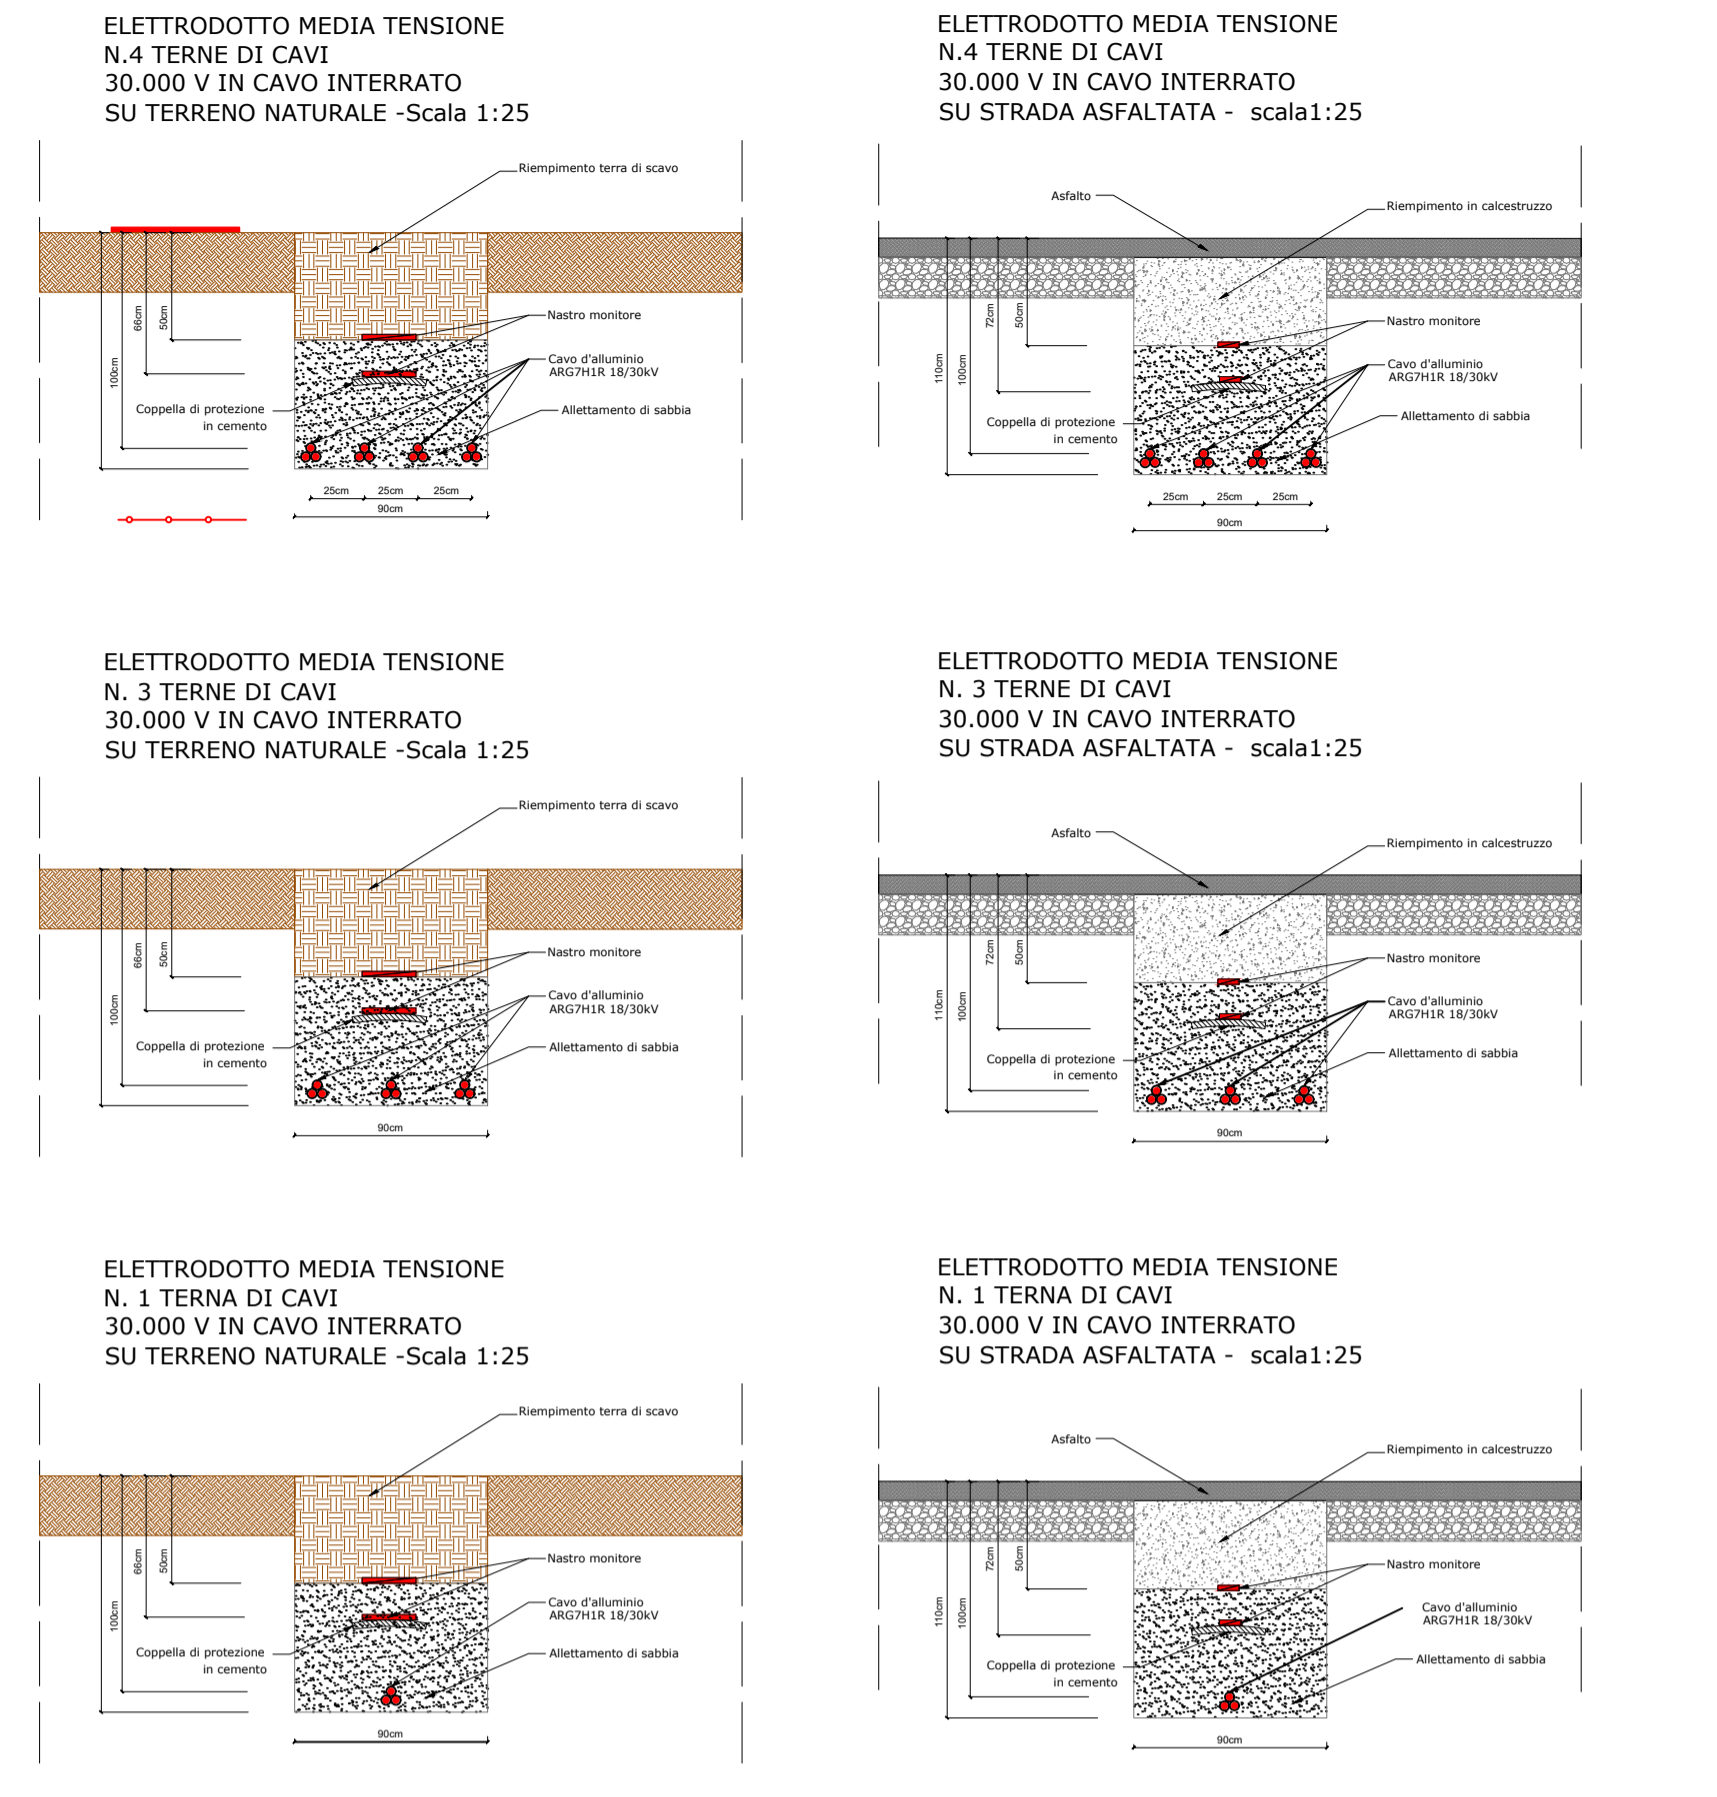 ELETTRODOTTO MEDIA TENSIONE
N.4 TERNE DI CAVI
30.000 V IN CAVO INTERRATO
SU TERRENO NATURALE -Scala 1:25
Riempimento terra di scavo
66cm
50cm
100cm
Nastro monitore
Cavo d'alluminio
ARG7H1R 18/30kV
Coppella di protezione
in cemento
Allettamento di sabbia
25cm
25cm
25cm
90cm
ELETTRODOTTO MEDIA TENSIONE
N.4 TERNE DI CAVI
30.000 V IN CAVO INTERRATO
SU STRADA ASFALTATA - scala1:25
Asfalto
Riempimento in calcestruzzo
72cm
50cm
110cm
100cm
Nastro monitore
Cavo d'alluminio
ARG7H1R 18/30kV
Coppella di protezione
in cemento
Allettamento di sabbia
25cm
25cm
25cm
90cm
ELETTRODOTTO MEDIA TENSIONE
N. 3 TERNE DI CAVI
30.000 V IN CAVO INTERRATO
SU TERRENO NATURALE -Scala 1:25
Riempimento terra di scavo
66cm
50cm
100cm
Nastro monitore
Cavo d'alluminio
ARG7H1R 18/30kV
Coppella di protezione
in cemento
Allettamento di sabbia
90cm
ELETTRODOTTO MEDIA TENSIONE
N. 3 TERNE DI CAVI
30.000 V IN CAVO INTERRATO
SU STRADA ASFALTATA - scala1:25
Asfalto
Riempimento in calcestruzzo
72cm
50cm
110cm
100cm
Nastro monitore
Cavo d'alluminio
ARG7H1R 18/30kV
Coppella di protezione
in cemento
Allettamento di sabbia
90cm
ELETTRODOTTO MEDIA TENSIONE
N. 1 TERNA DI CAVI
30.000 V IN CAVO INTERRATO
SU TERRENO NATURALE -Scala 1:25
Riempimento terra di scavo
66cm
50cm
100cm
Nastro monitore
Cavo d'alluminio
ARG7H1R 18/30kV
Coppella di protezione
in cemento
Allettamento di sabbia
90cm
ELETTRODOTTO MEDIA TENSIONE
N. 1 TERNA DI CAVI
30.000 V IN CAVO INTERRATO
SU STRADA ASFALTATA - scala1:25
Asfalto
Riempimento in calcestruzzo
72cm
50cm
110cm
100cm
Nastro monitore
Cavo d'alluminio
ARG7H1R 18/30kV
Coppella di protezione
in cemento
Allettamento di sabbia
90cm